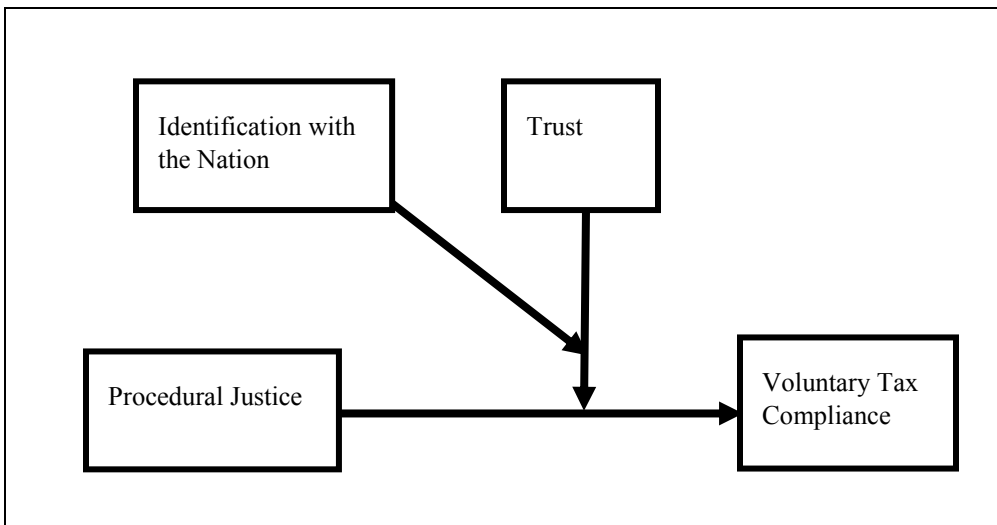 Identification with
the Nation
Trust
Procedural Justice
Voluntary Tax
Compliance